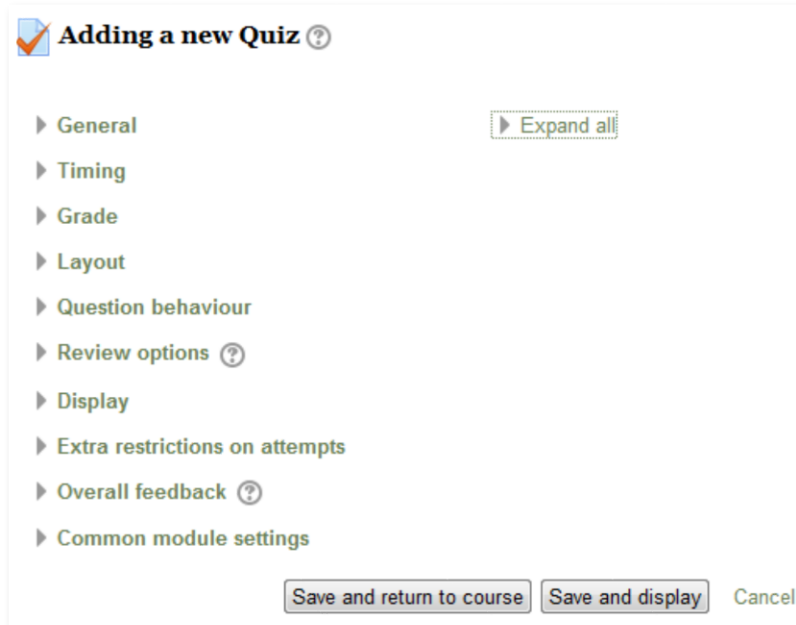 Adding a new Quiz ?
General
Expand all
Timing
Grade
Layout
Question behaviour
Review options ?
Display
Extra restrictions on attempts
Overall feedback ?
Common module settings
Save and return to course
Save and display
Cancel